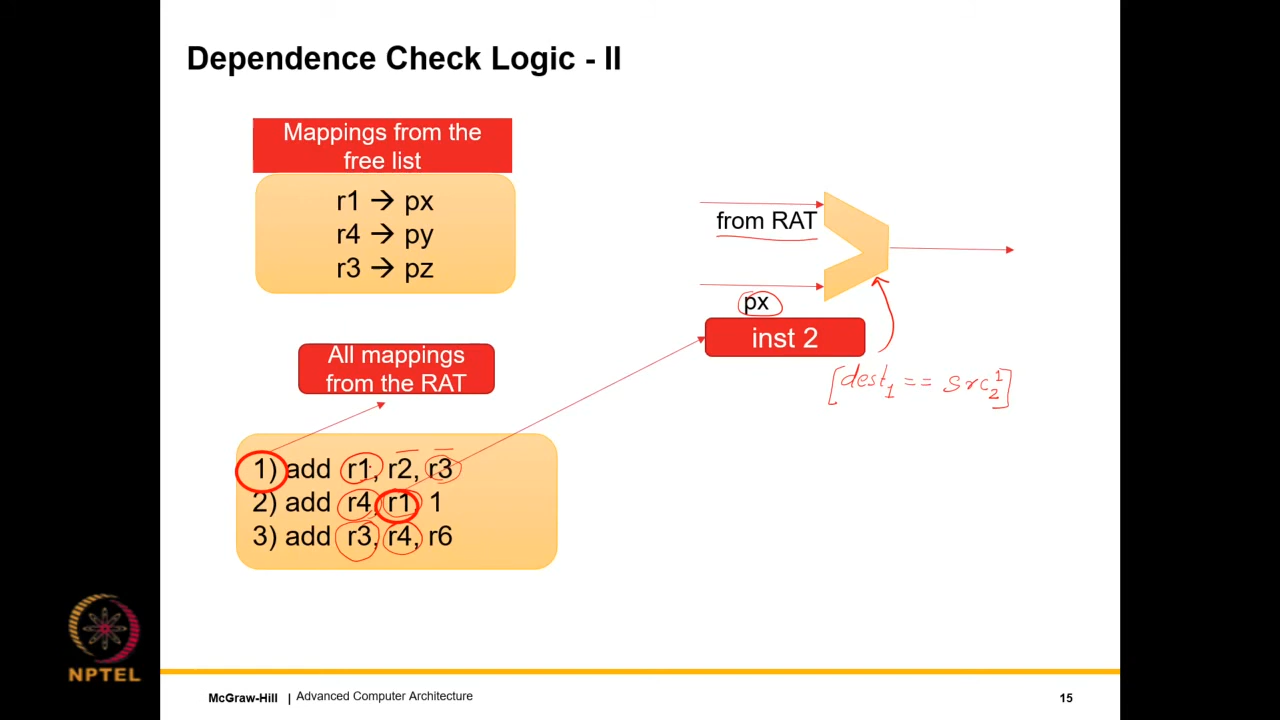 Dependence Check Logic - II
Mappings from the
free list
r1 → px
r4 → py
r3 → pz
from RAT
px
inst 2
[dest₁ == src₂¹]
All mappings
from the RAT
1) add r1, r2, r3
2) add r4, r1, 1
3) add r3, r4, r6
NPTEL
McGraw-Hill | Advanced Computer Architecture
15